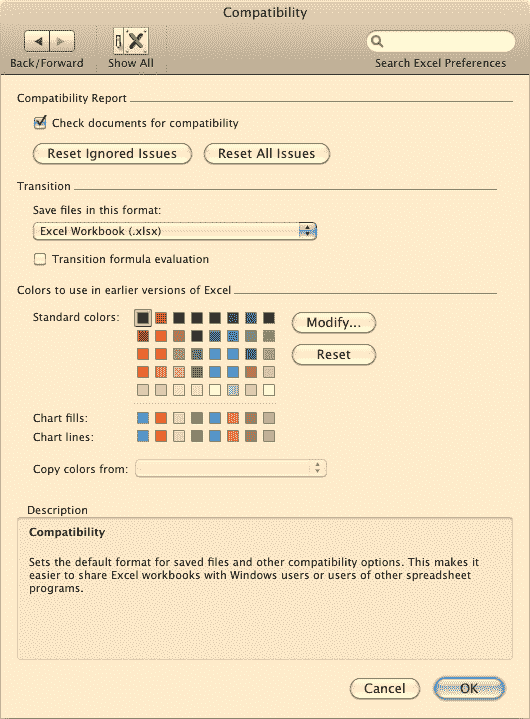 Compatibility
Back/Forward
Show All
Search Excel Preferences
Compatibility Report
Check documents for compatibility
Reset Ignored Issues
Reset All Issues
Transition
Save files in this format:
Excel Workbook (.xlsx)
Transition formula evaluation
Colors to use in earlier versions of Excel
Standard colors:
Modify...
Reset
Chart fills:
Chart lines:
Copy colors from:
Description
Compatibility
Sets the default format for saved files and other compatibility options. This makes it
easier to share Excel workbooks with Windows users or users of other spreadsheet
programs.
Cancel
OK